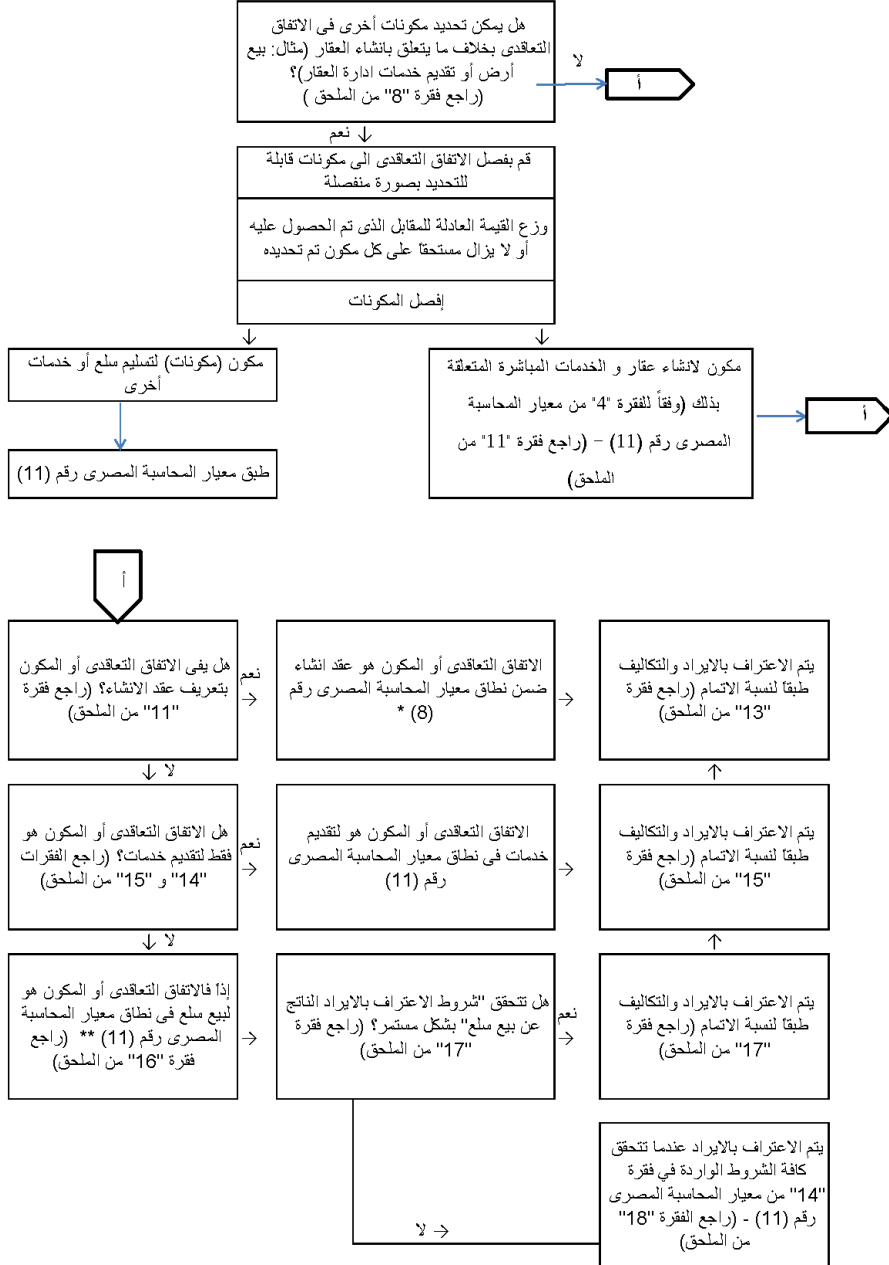 هل يمكن تحديد مكونات أخرى فى الاتفاق
التعاقدى بخلاف ما يتعلق بانشاء العقار (مثال: بيع
أرض أو تقديم خدمات ادارة العقار)؟
(راجع فقرة "8" من الملحق )
لا
أ
نعم ↓
قم بفصل الاتفاق التعاقدى الى مكونات قابلة
للتحديد بصورة منفصلة
وزع القيمة العادلة للمقابل الذى تم الحصول عليه
أو لا يزال مستحقاً على كل مكون تم تحديده
إفصل المكونات
↓
↓
مكون لانشاء عقار و الخدمات المباشرة المتعلقة
بذلك (وفقاً للفقرة "4" من معيار المحاسبة
المصرى رقم (11) – (راجع فقرة "11" من
الملحق)
أ
مكون (مكونات) لتسليم سلع أو خدمات
أخرى
طبق معيار المحاسبة المصرى رقم (11)
أ
هل يفى الاتفاق التعاقدى أو المكون
بتعريف عقد الانشاء؟ (راجع فقرة
"11" من الملحق)
نعم
→
الاتفاق التعاقدى أو المكون هو عقد انشاء
ضمن نطاق معيار المحاسبة المصرى رقم
(8) *
→
يتم الاعتراف بالايراد والتكاليف
طبقاً لنسبة الاتمام (راجع فقرة
"13" من الملحق)
↓ لا
↑
هل الاتفاق التعاقدى أو المكون هو
فقط لتقديم خدمات؟ (راجع الفقرات
"14" و "15" من الملحق)
نعم
→
الاتفاق التعاقدى أو المكون هو لتقديم
خدمات فى نطاق معيار المحاسبة المصرى
رقم (11)
→
يتم الاعتراف بالايراد والتكاليف
طبقاً لنسبة الاتمام (راجع فقرة
"15" من الملحق)
↓ لا
↑
إذاً فالاتفاق التعاقدى أو المكون هو
لبيع سلع فى نطاق معيار المحاسبة
المصرى رقم (11) ** (راجع
فقرة "16" من الملحق)
→
هل تتحقق "شروط الاعتراف بالايراد الناتج
عن بيع سلع" بشكل مستمر؟ (راجع فقرة
"17" من الملحق)
نعم
→
يتم الاعتراف بالايراد والتكاليف
طبقاً لنسبة الاتمام (راجع فقرة
"17" من الملحق)
لا →
يتم الاعتراف بالايراد عندما تتحقق
كافة الشروط الواردة في فقرة
"14" من معيار المحاسبة المصرى
رقم (11) - (راجع الفقرة "18"
من الملحق)